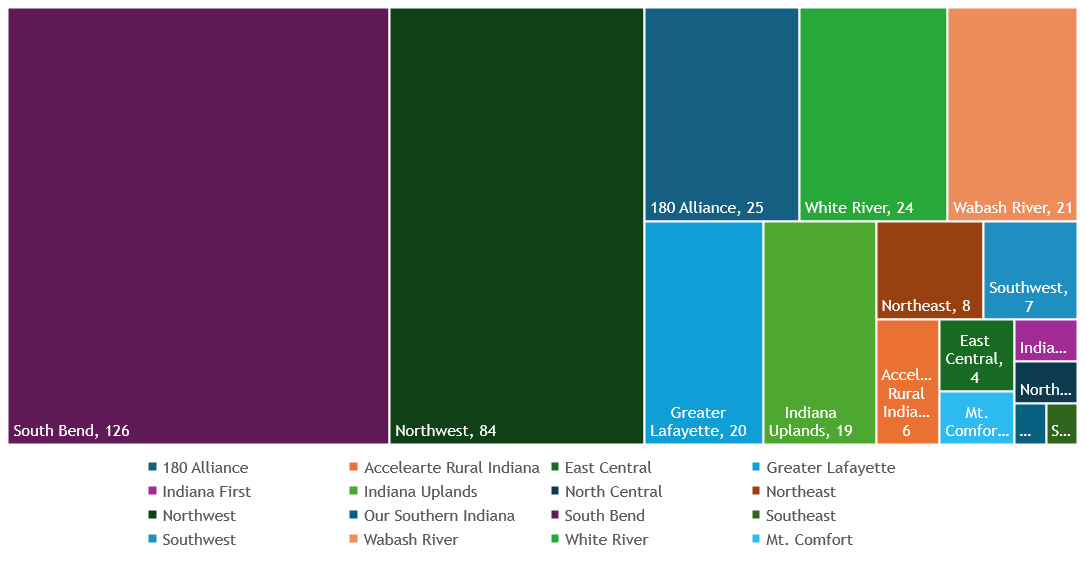 180 Alliance, 25
White River, 24
Wabash River, 21
Southwest,
7
Northeast, 8
East
Central,
4
India...
Accel...
Rural
India...
6
North...
South Bend, 126
Northwest, 84
Greater
Lafayette, 20
Indiana
Uplands, 19
Mt.
Comfor...
...
S...
180 Alliance
Accelearte Rural Indiana
East Central
Greater Lafayette
Indiana First
Indiana Uplands
North Central
Northeast
Northwest
Our Southern Indiana
South Bend
Southeast
Southwest
Wabash River
White River
Mt. Comfort